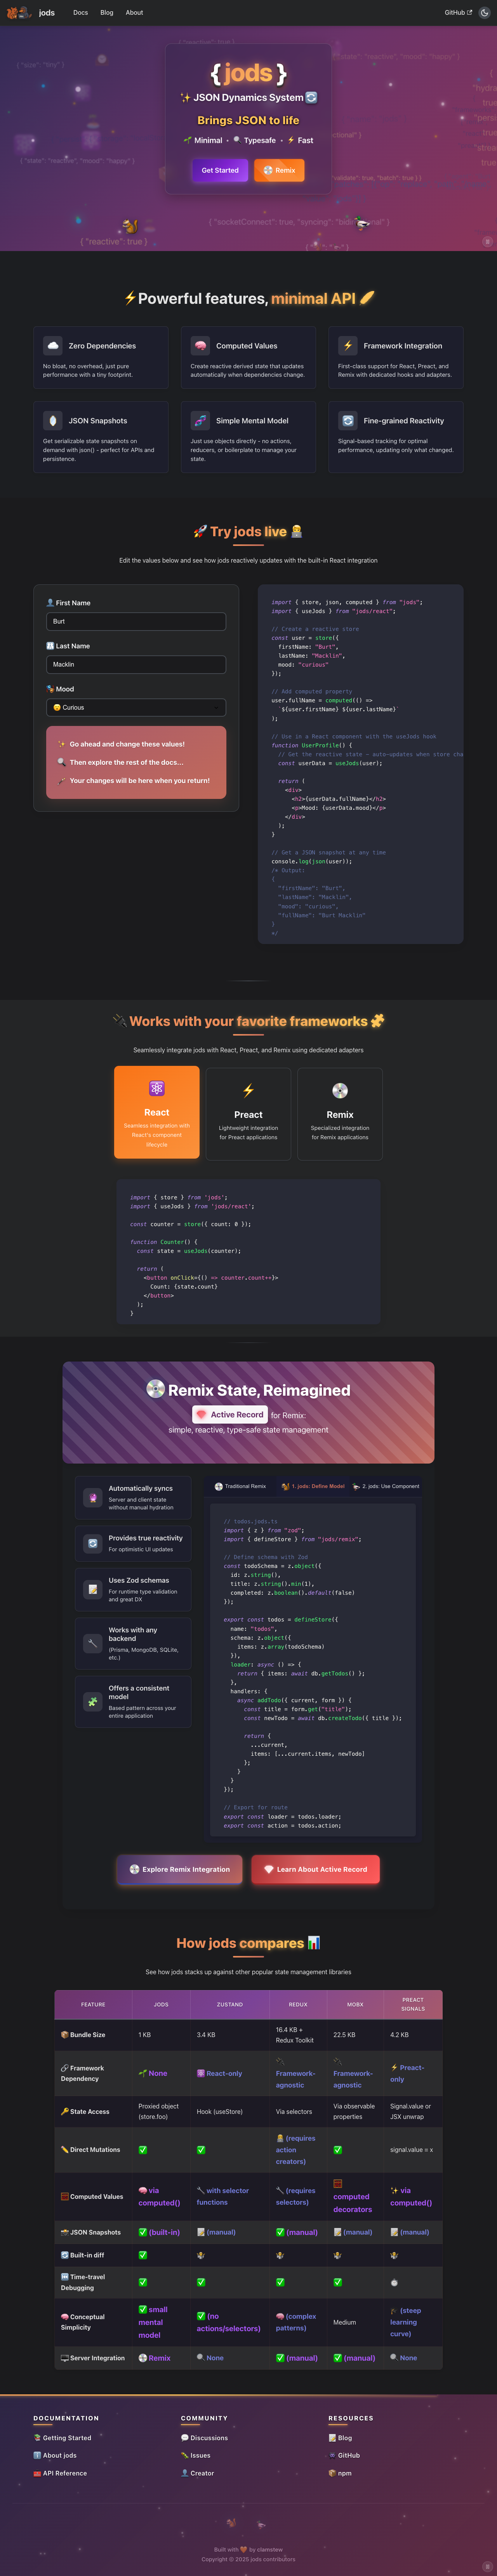 jods Docs Blog About GitHub
{ "reactive": true }
{ "state": "reactive", "mood": "happy" }
{ jods }
JSON Dynamics System
Brings JSON to life
Minimal • Typesafe • Fast
Get Started Remix
{ "socketConnect": true, "syncing": "bidirectional" }
Powerful features, minimal API
Zero Dependencies
No bloat, no overhead, just pure
performance with a tiny footprint.
Computed Values
Create reactive derived state that updates
automatically when dependencies change.
Framework Integration
First-class support for React, Preact, and
Remix with dedicated hooks and adapters.
JSON Snapshots
Get serializable state snapshots on
demand with json() - perfect for APIs and
persistence.
Simple Mental Model
Just use objects directly - no actions,
reducers, or boilerplate to manage your
state.
Fine-grained Reactivity
Signal-based tracking for optimal
performance, updating only what changed.
Try jods live
Edit the values below and see how jods reactively updates with the built-in React integration
First Name
Burt
Last Name
Macklin
Mood
Curious
Go ahead and change these values!
Then explore the rest of the docs...
Your changes will be here when you return!
import { store, json, computed } from "jods";
import { useJods } from "jods/react";
// Create a reactive store
const user = store({
firstName: "Burt",
lastName: "Macklin",
mood: "curious"
});
// Add computed property
user.fullName = computed(() =>
`${user.firstName} ${user.lastName}`
);
// Use in a React component with the useJods hook
function UserProfile() {
// Get the reactive state – auto-updates when store cha
const userData = useJods(user);
return (
<div>
<h2>{userData.fullName}</h2>
<p>Mood: {userData.mood}</p>
</div>
);
}
// Get a JSON snapshot at any time
console.log(json(user));
/* Output:
{
"firstName": "Burt",
"lastName": "Macklin",
"mood": "curious",
"fullName": "Burt Macklin"
}
*/
Works with your favorite frameworks
Seamlessly integrate jods with React, Preact, and Remix using dedicated adapters
React
Seamless integration with
React's component
lifecycle
Preact
Lightweight integration
for Preact applications
Remix
Specialized integration
for Remix applications
import { store } from 'jods';
import { useJods } from 'jods/react';
const counter = store({ count: 0 });
function Counter() {
const state = useJods(counter);
return (
<button onClick={() => counter.count++}>
Count: {state.count}
</button>
);
}
Remix State, Reimagined
Active Record for Remix:
simple, reactive, type-safe state management
Automatically syncs
Server and client state
without manual hydration
Provides true reactivity
For optimistic UI updates
Uses Zod schemas
For runtime type validation
and great DX
Works with any
backend
(Prisma, MongoDB, SQLite,
etc.)
Offers a consistent
model
Based pattern across your
entire application
Traditional Remix 1. jods: Define Model 2. jods: Use Component
// todos.jods.ts
import { z } from "zod";
import { defineStore } from "jods/remix";
// Define schema with Zod
const todoSchema = z.object({
id: z.string(),
title: z.string().min(1),
completed: z.boolean().default(false)
});
export const todos = defineStore({
name: "todos",
schema: z.object({
items: z.array(todoSchema)
}),
loader: async () => {
return { items: await db.getTodos() };
},
handlers: {
async addTodo({ current, form }) {
const title = form.get("title");
const newTodo = await db.createTodo({ title });
return {
...current,
items: [...current.items, newTodo]
};
}
}
});
// Export for route
export const loader = todos.loader;
export const action = todos.action;
Explore Remix Integration Learn About Active Record
How jods compares
See how jods stacks up against other popular state management libraries
FEATURE JODS ZUSTAND REDUX MOBX PREACT SIGNALS
Bundle Size 1 KB 3.4 KB 16.4 KB + Redux Toolkit 22.5 KB 4.2 KB
Framework Dependency None React-only Framework-agnostic Framework-agnostic Preact-only
State Access Proxied object (store.foo) Hook (useStore) Via selectors Via observable properties Signal.value or JSX unwrap
Direct Mutations ✅ ✅ (requires action creators) ✅ signal.value = x
Computed Values via computed() with selector functions (requires selectors) computed decorators via computed()
JSON Snapshots ✅ (built-in) (manual) ✅ (manual) (manual) (manual)
Built-in diff ✅
Time-travel Debugging ✅ ✅ ✅ ✅
Conceptual Simplicity ✅ small mental model ✅ (no actions/selectors) (complex patterns) Medium (steep learning curve)
Server Integration Remix None ✅ (manual) ✅ (manual) None
DOCUMENTATION
Getting Started
About jods
API Reference
COMMUNITY
Discussions
Issues
Creator
RESOURCES
Blog
GitHub
npm
Built with 🧡 by clamstew
Copyright © 2025 jods contributors